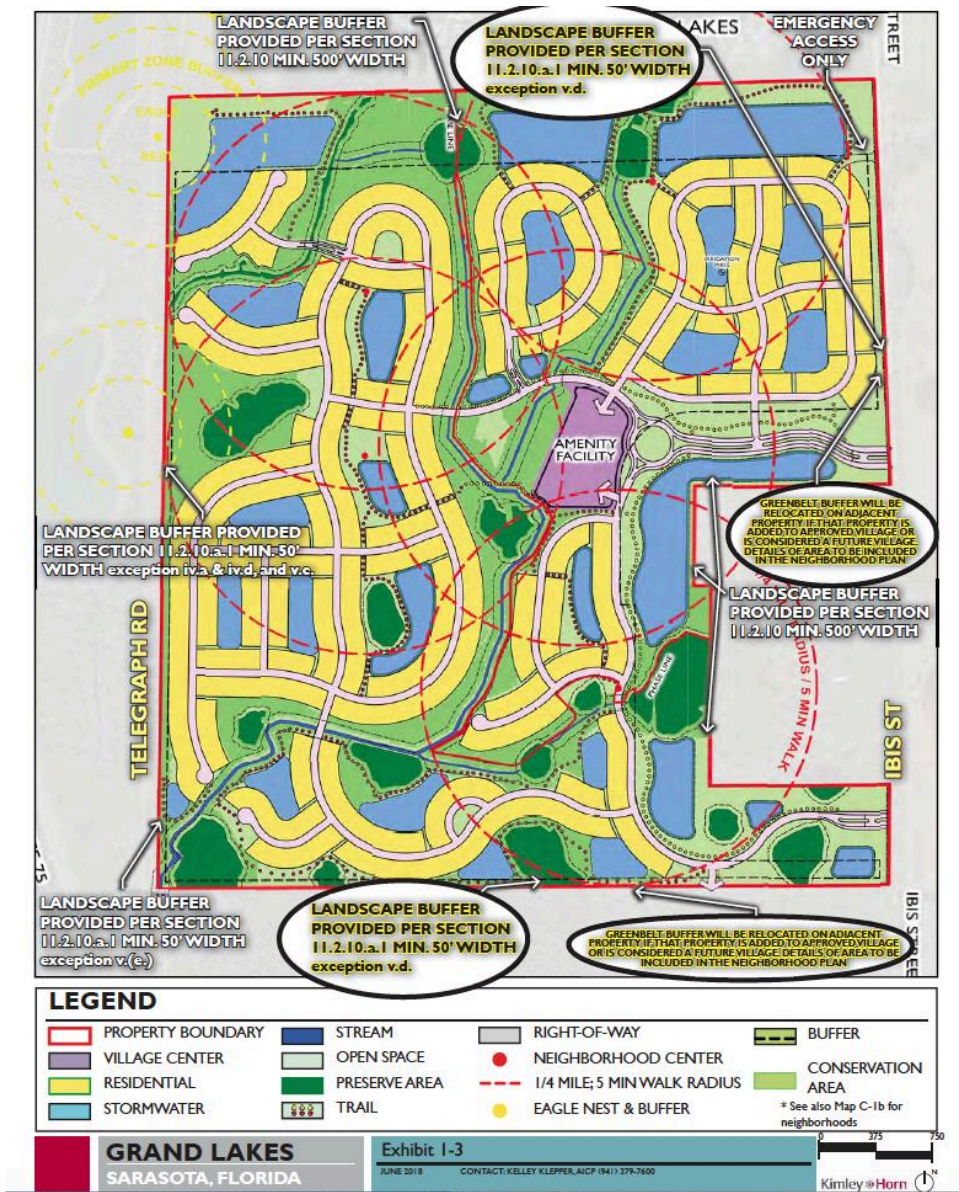 LANDSCAPE BUFFER
PROVIDED PER SECTION
11.2.10 MIN. 500' WIDTH
LANDSCAPE BUFFER
PROVIDED PER SECTION
11.2.10.a.1 MIN. 50' WIDTH
exception v.d.
LAKES
EMERGENCY
ACCESS
ONLY
STREET
PRIMARY ZONE BUFFER
EAGLE
NEST
LINE
IRRIGATION
WELL
AMENITY
FACILITY
LANDSCAPE BUFFER PROVIDED
PER SECTION 11.2.10.a.1 MIN. 50'
WIDTH exception iv.a & iv.d, and v.c.
GREENBELT BUFFER WILL BE
RELOCATED ON ADJACENT
PROPERTY IF THAT PROPERTY IS
ADDED TO APPROVED VILLAGE OR
IS CONSIDERED A FUTURE VILLAGE
DETAILS OF AREA TO BE INCLUDED
IN THE NEIGHBORHOOD PLAN
LANDSCAPE BUFFER
PROVIDED PER SECTION
11.2.10 MIN. 500' WIDTH
RADIUS / 5 MIN WALK
PHASE LINE
TELEGRAPH RD
IBIS ST
75
LANDSCAPE BUFFER
PROVIDED PER SECTION
11.2.10.a.1 MIN. 50' WIDTH
exception v.(e.)
LANDSCAPE BUFFER
PROVIDED PER SECTION
11.2.10.a.1 MIN. 50' WIDTH
exception v.d.
GREENBELT BUFFER WILL BE RELOCATED ON ADJACENT
PROPERTY IF THAT PROPERTY IS ADDED TO APPROVED VILLAGE
OR IS CONSIDERED A FUTURE VILLAGE DETAILS OF AREA TO BE
INCLUDED IN THE NEIGHBORHOOD PLAN
IBIS STREE
LEGEND
PROPERTY BOUNDARY
STREAM
RIGHT-OF-WAY
BUFFER
VILLAGE CENTER
OPEN SPACE
NEIGHBORHOOD CENTER
CONSERVATION
AREA
RESIDENTIAL
PRESERVE AREA
1/4 MILE; 5 MIN WALK RADIUS
STORMWATER
TRAIL
EAGLE NEST & BUFFER
* See also Map C-1b for
neighborhoods
GRAND LAKES
SARASOTA, FLORIDA
Exhibit 1-3
JUNE 2018 CONTACT: KELLEY KLEPPER, AICP (941) 379-7600
0 375 750
Kimley»Horn
N